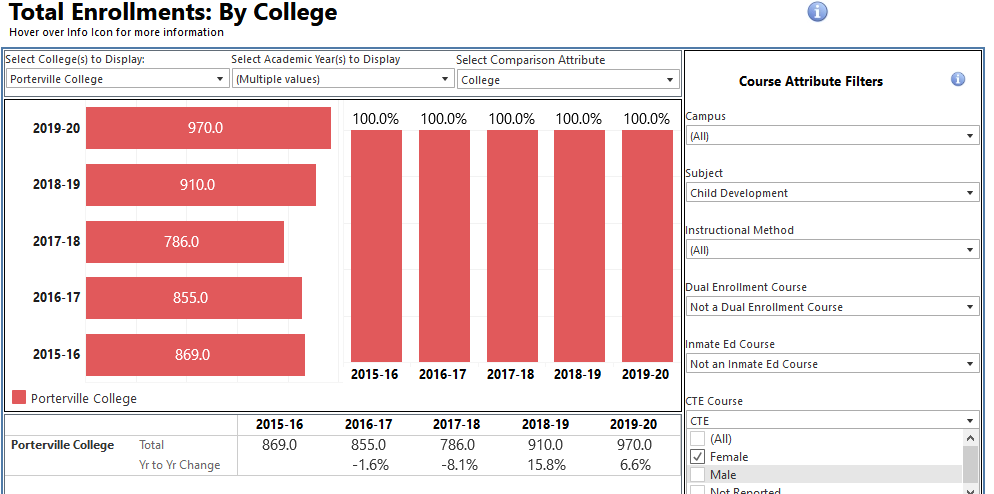 Total Enrollments: By College
Hover over Info Icon for more information
Select College(s) to Display:
Porterville College
Select Academic Year(s) to Display
(Multiple values)
Select Comparison Attribute
College
2019-20
970.0
2018-19
910.0
2017-18
786.0
2016-17
855.0
2015-16
869.0
Porterville College
100.0% 100.0% 100.0% 100.0% 100.0%
2015-16 2016-17 2017-18 2018-19 2019-20
2015-16 2016-17 2017-18 2018-19 2019-20
Porterville College Total 869.0 855.0 786.0 910.0 970.0
Yr to Yr Change -1.6% -8.1% 15.8% 6.6%
Course Attribute Filters
Campus
(All)
Subject
Child Development
Instructional Method
(All)
Dual Enrollment Course
Not a Dual Enrollment Course
Inmate Ed Course
Not an Inmate Ed Course
CTE Course
CTE
(All)
Female
Male
Not Reported